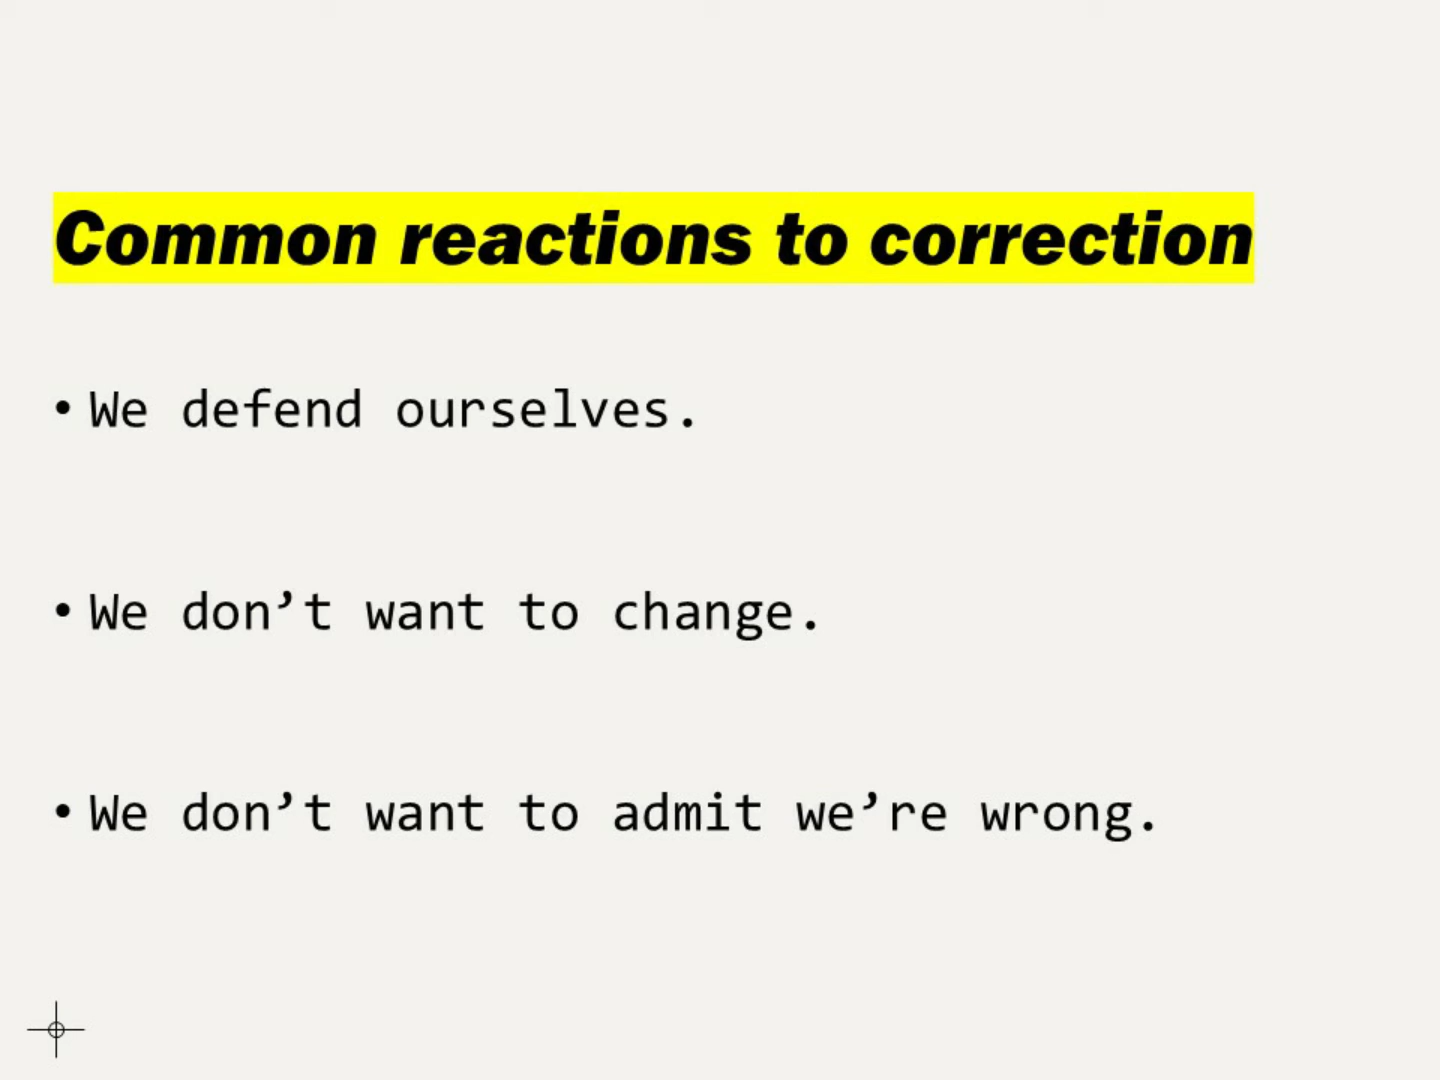 Common reactions to correction
• We defend ourselves.
• We don’t want to change.
• We don’t want to admit we’re wrong.